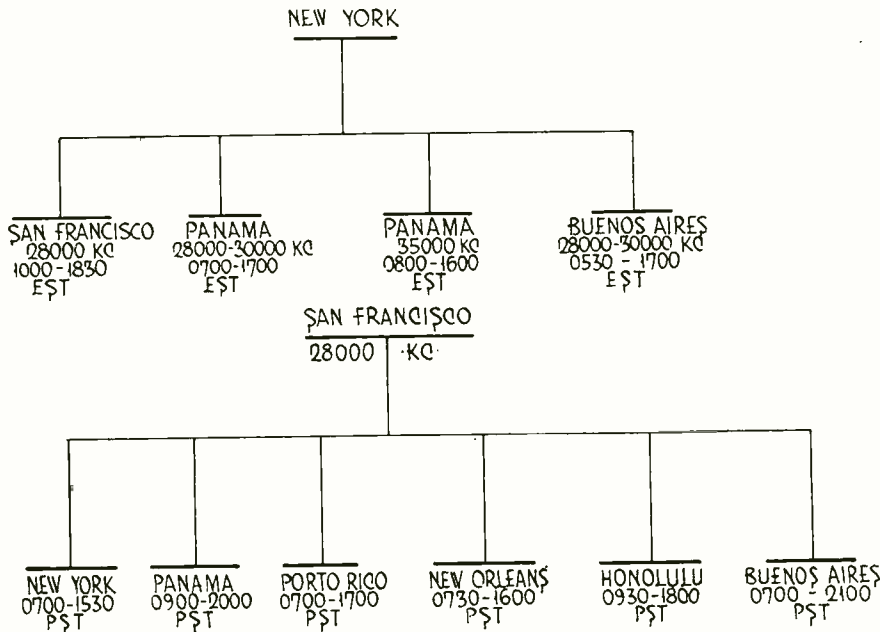 NEW YORK
SAN FRANCISCO
28000 KC
1000-1830
EST
PANAMA
28000-30000 KC
0700-1700
EST
PANAMA
35000 KC
0800-1600
EST
BUENOS AIRES
28000-30000 KC
0530 - 1700
EST
SAN FRANCISCO
28000 KC
NEW YORK
0700-1530
PST
PANAMA
0900-2000
PST
PORTO RICO
0700-1700
PST
NEW ORLEANS
0730-1600
PST
HONOLULU
0930-1800
PST
BUENOS AIRES
0700 - 2100
PST